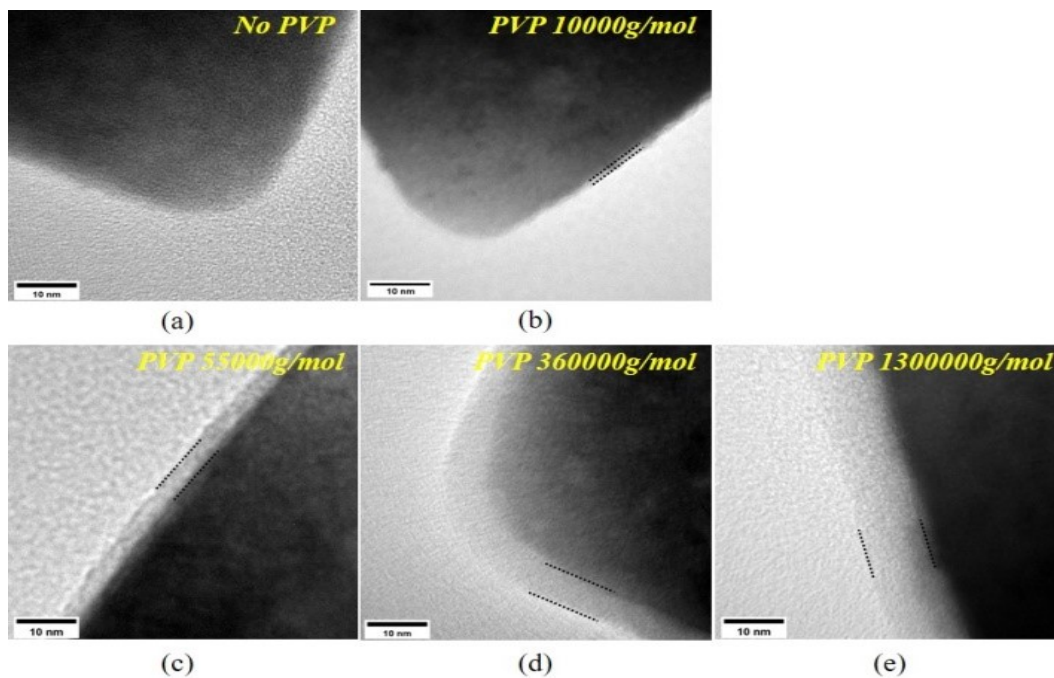 No PVP
PVP 10000g/mol
10 nm
10 nm
(a)
(b)
PVP 55000g/mol
PVP 360000g/mol
PVP 1300000g/mol
10 nm
10 nm
10 nm
(c)
(d)
(e)